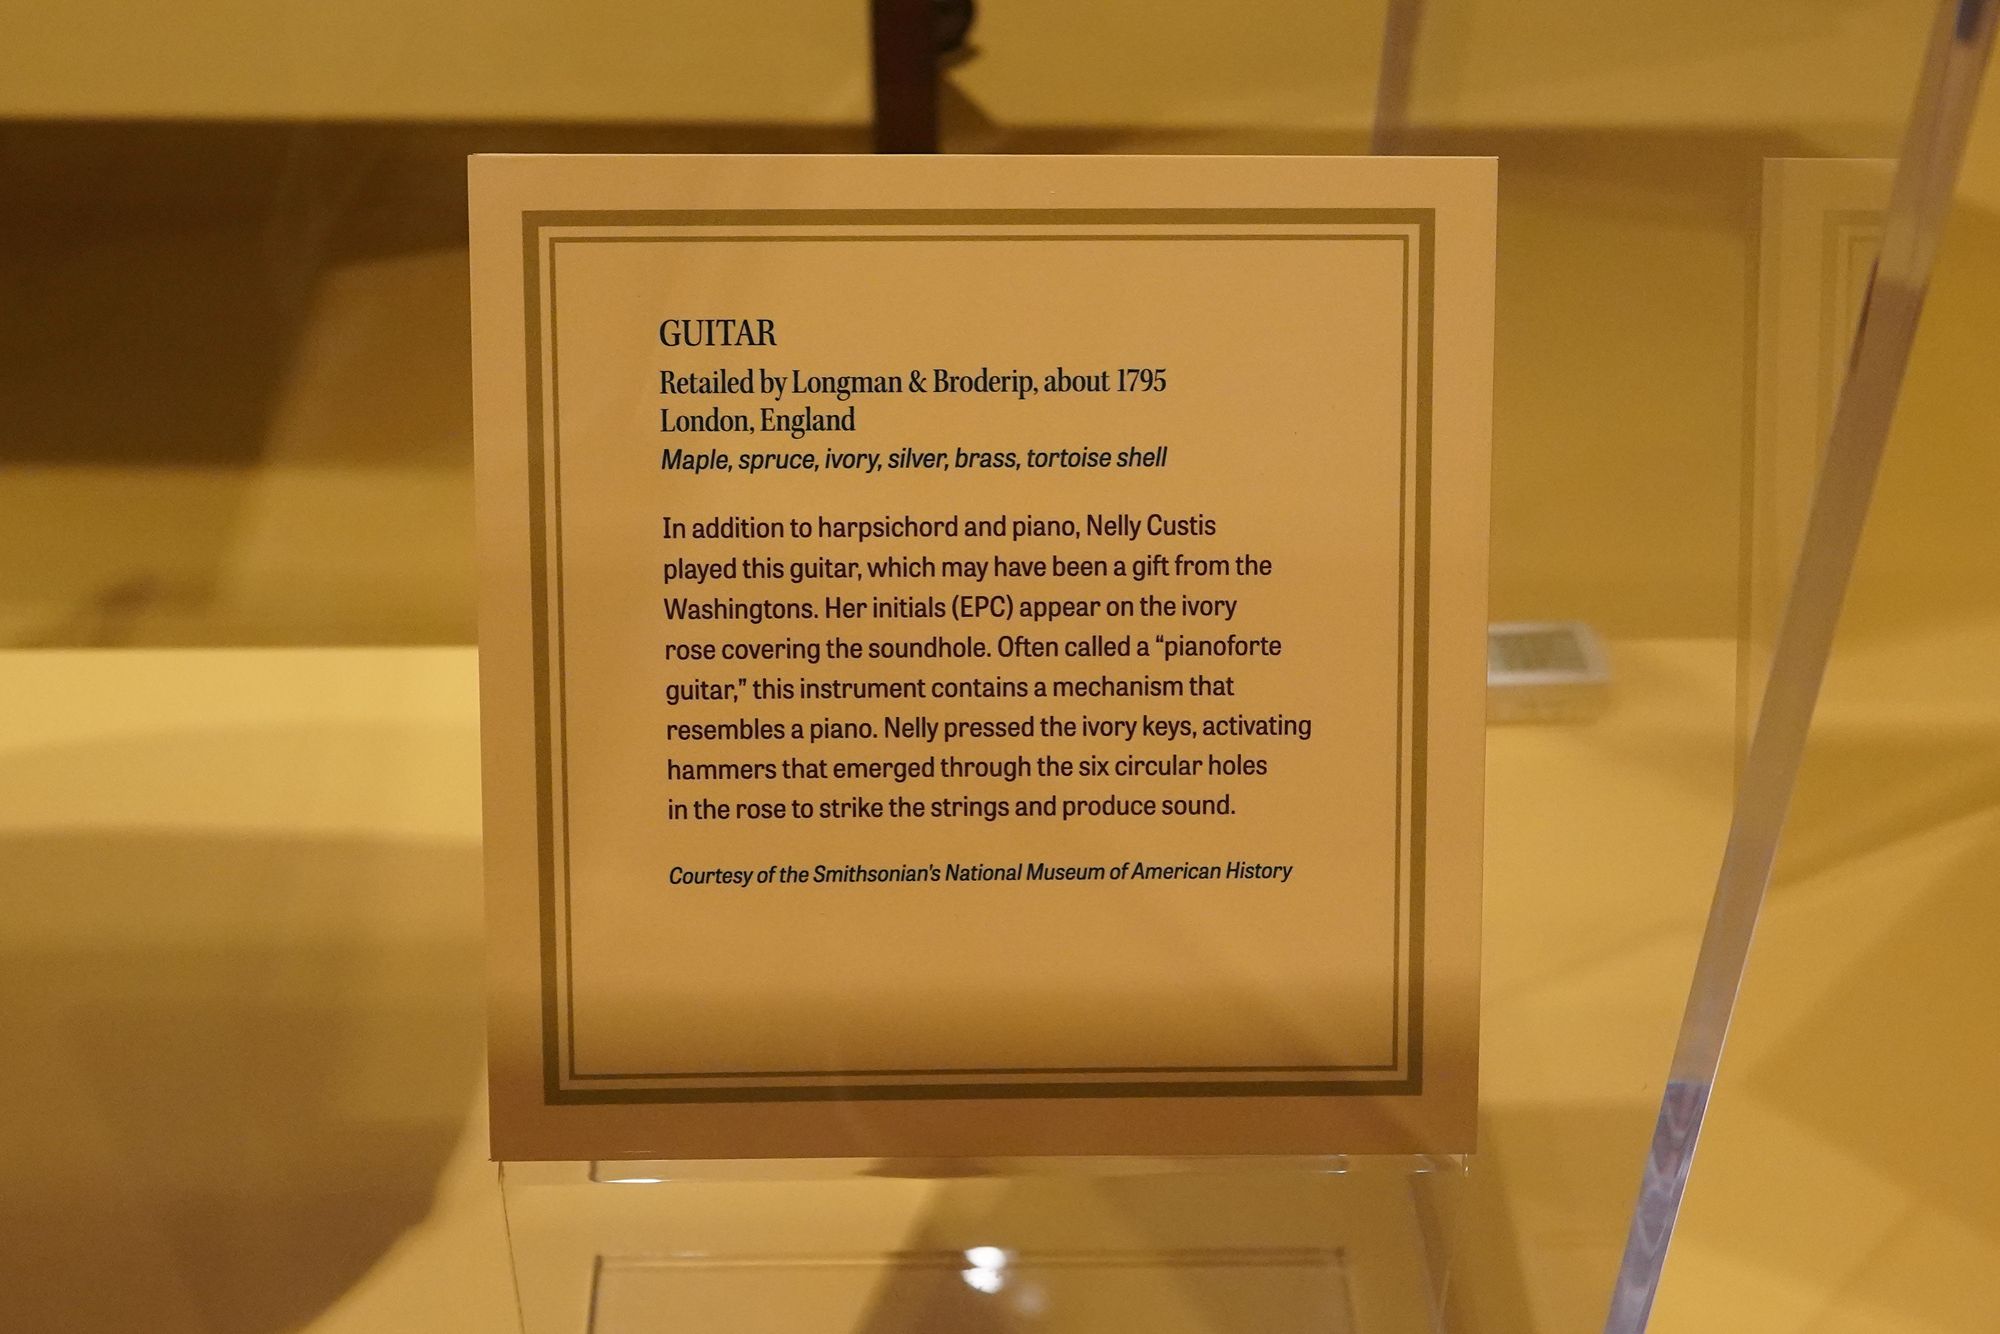 GUITAR
Retailed by Longman & Broderip, about 1795
London, England
Maple, spruce, ivory, silver, brass, tortoise shell
In addition to harpsichord and piano, Nelly Custis
played this guitar, which may have been a gift from the
Washingtons. Her initials (EPC) appear on the ivory
rose covering the soundhole. Often called a “pianoforte
guitar,” this instrument contains a mechanism that
resembles a piano. Nelly pressed the ivory keys, activating
hammers that emerged through the six circular holes
in the rose to strike the strings and produce sound.
Courtesy of the Smithsonian’s National Museum of American History